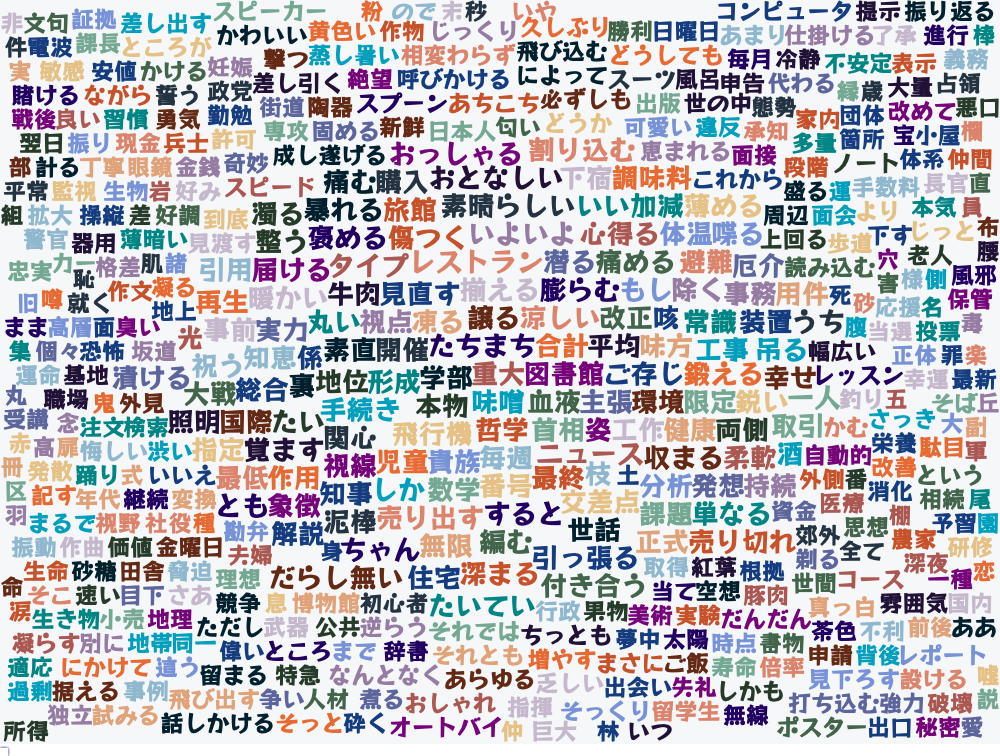 スピーカー 粉 ので 末 秒 いや コンピュータ 提示 振り返る
非 文句 証拠 差し出す かわいい 黄色い 作物 じっくり 久しぶり 勝利 日曜日 あまり 仕掛ける 了承 進行 棒
件 電波 課長 ところが 撃つ 蒸し暑い 相変わらず 飛び込む どうしても 毎月 冷静 不安定 表示 義務
実 敏感 安値 かける 妊娠 差し引く 絶望 呼びかける によって スーツ 風呂 申告 代わる 緑 歳 大量 占領
賭ける ながら 誓う 政党 街道 陶器 スプーン あちこち 必ずしも 出版 世の中 態勢 家内 団体 改めて 悪口
戦後 良い 習慣 勇気 勤勉 専攻 固める 新鮮 日本人 匂い どうか 可愛い 違反 承知 多量 箇所 宝 小屋 欄
翌日 振り 現金 兵士 許可 成し遂げる おっしゃる 割り込む 恵まれる 面接 段階 ノート 体系 仲間
部 計る 丁寧 眼鏡 金銭 奇妙 痛む 購入 おとなしい 下宿 調味料 これから 盛る 運 手数料 長官 直
平常 監視 生物 岩 好み スピード 濁る 暴れる 旅館 素晴らしい いい 加減 薄める 周辺 面会 より 本気 員
組 拡大 操縦 差 好調 到底 整う 褒める 傷つく いよいよ 心得る 体温 喋る 上回る 歩道 下す じっと 布
警官 器用 薄暗い 見渡す 引用 届ける タイプ レストラン 潜る 痛める 避難 厄介 読み込む 穴 老人 腰
忠実 カー 格差 肌 諸 恥 作文 凝る 再生 暖かい 牛肉 見直す 揃える 膨らむ もし 除く 事務 用件 死 害 様 側 風邪
旧 噂 就く 地上 砂 応援 名 保管
まま 高層 面 臭い 光 事前 実力 丸い 視点 凍る 譲る 涼しい 改正 咳 常識 装置 うち 腹 当選 投票 毒
集 個々 恐怖 坂道 祝う 知恵 係 素直 開催 たちまち 合計 平均 味方 工事 吊る 幅広い 正体 罪 楽
運命 基地 漬ける 大戦 総合 裏 地位 形成 学部 重大 図書館 ご存じ 鍛える 幸せ レッスン 幸運 最新
丸 職場 鬼 外見 手続き 本物 味噌 血液 主張 環境 限定 鋭い 一人 釣り 五 そば 丘
受講 念 注文 検索 照明 国際 たい 関心 飛行機 哲学 首相 姿 工作 健康 両側 取引 かむ さっき 大 副
赤 高 扉 悔しい 渋い 指定 覚ます 視線 児童 貴族 毎週 ニュース 収まる 柔軟 酒 自動的 栄養 駄目 軍
冊 発散 踊り 式 いいえ 最低 作用 知事 しか 数学 番号 最終 枝 土 分析 発想 持続 外側 番 改善 という
区 記す 年代 継続 変換 とも 象徴 交差点 資金 医療 消化 相続 尾
羽 まるで 視野 社 役 種 勘弁 解説 泥棒 売り出す すると 世話 課題 単なる 郊外 思想 棚 予習 園
振動 作曲 価値 金曜日 夫婦 身 ちゃん 無限 編む 引っ張る 正式 売り切れ 剃る 全て 農家 研修
命 生命 砂糖 田舎 脅迫 理想 だらし無い 住宅 深まる 付き合う 取得 紅葉 根拠 世間 コース 深夜 一種 恋
涙 そこ 速い 目下 さあ 競争 息 博物館 初心者 たいてい 行政 果物 当て 空想 豚肉 真っ白 雰囲気 国内
生き物 小売 地理 ただし 武器 公共 逆らう それでは ちっとも 美術 実験 だんだん 茶色 不利 前後 ああ
凝らす 別に 地帯 同一 偉い ところ まで 辞書 それとも 夢中 太陽 時点 書物 申請 背後 レポート
適応 にかけて 違う 留まる 特急 なんとなく あらゆる 増やす まさに ご飯 寿命 倍率 見下ろす 設ける 嘘
過剰 据える 事例 飛び出す 争い 人材 煮る おしゃれ 乏しい 出会い 失礼 しかも 打ち込む 強力 破壊 説
所得 独立 試みる 話しかける そっと 砕く オートバイ 仲 指揮 巨大 そっくり 林 留学生 いつ 無線 ポスター 出口 秘密 愛